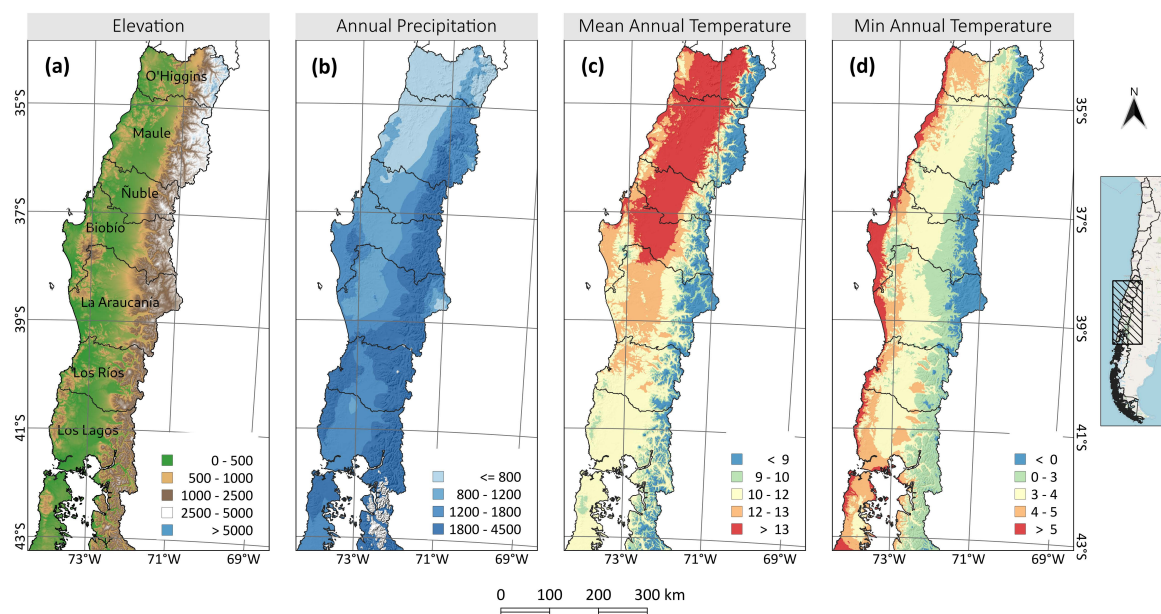 Elevation
Annual Precipitation
Mean Annual Temperature
Min Annual Temperature
(a)
(b)
(c)
(d)
O'Higgins
Maule
Ñuble
Biobío
La Araucanía
Los Ríos
Los Lagos
35°S
37°S
39°S
41°S
43°S
35°S
37°S
39°S
41°S
43°S
0 - 500
500 - 1000
1000 - 2500
2500 - 5000
> 5000
<= 800
800 - 1200
1200 - 1800
1800 - 4500
< 9
9 - 10
10 - 12
12 - 13
> 13
< 0
0 - 3
3 - 4
4 - 5
> 5
73°W 71°W 69°W
73°W 71°W 69°W
73°W 71°W 69°W
73°W 71°W 69°W
N
0 100 200 300 km